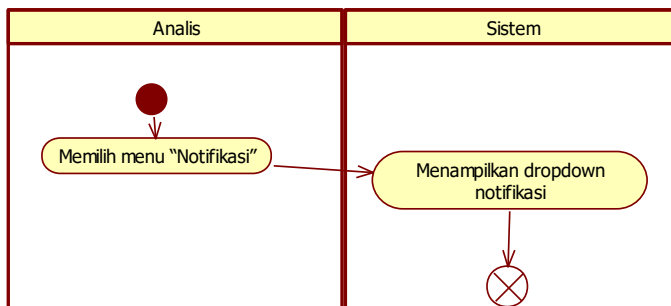 Analis
Sistem
Memilih menu “Notifikasi”
Menampilkan dropdown
notifikasi